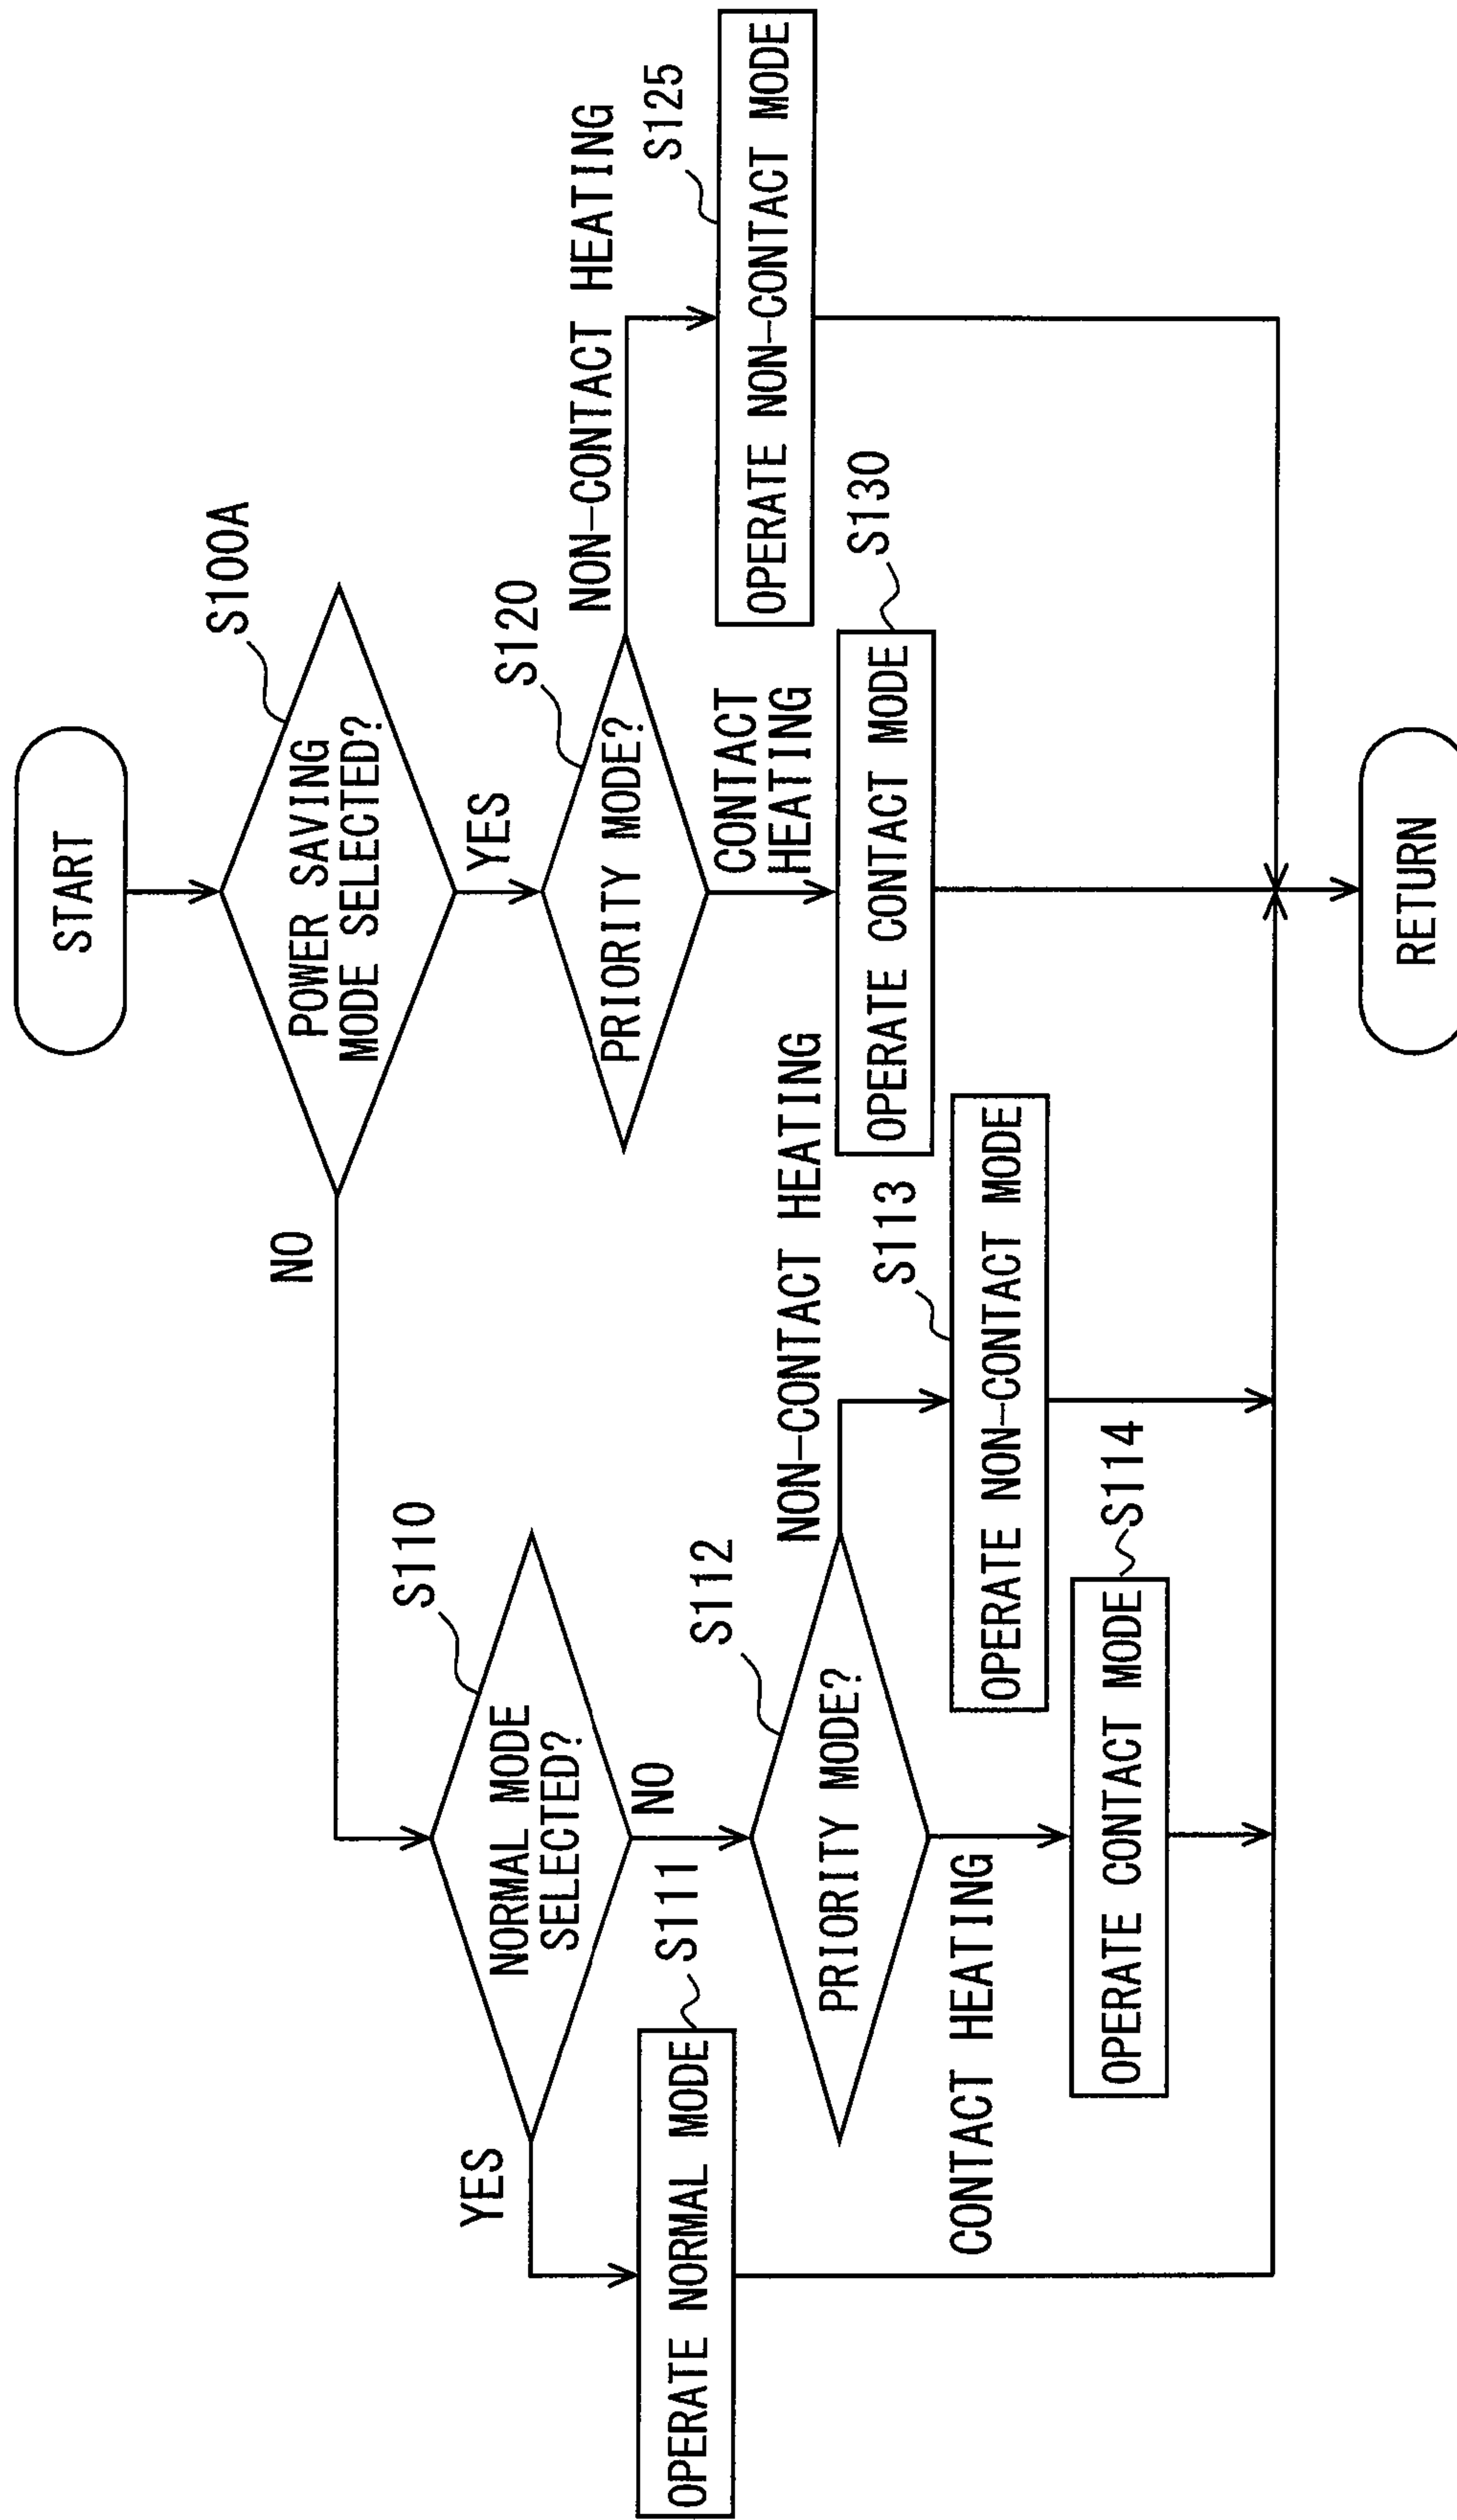 START
S100A
POWER SAVING
MODE SELECTED?
NO
YES
S110
NORMAL MODE
SELECTED?
YES
NO
S120
PRIORITY MODE?
NON-CONTACT HEATING
CONTACT
HEATING
S125
OPERATE NON-CONTACT MODE
S111
OPERATE NORMAL MODE
S112
PRIORITY MODE?
NON-CONTACT HEATING
CONTACT HEATING
S130
OPERATE CONTACT MODE
S113
OPERATE NON-CONTACT MODE
S114
OPERATE CONTACT MODE
RETURN